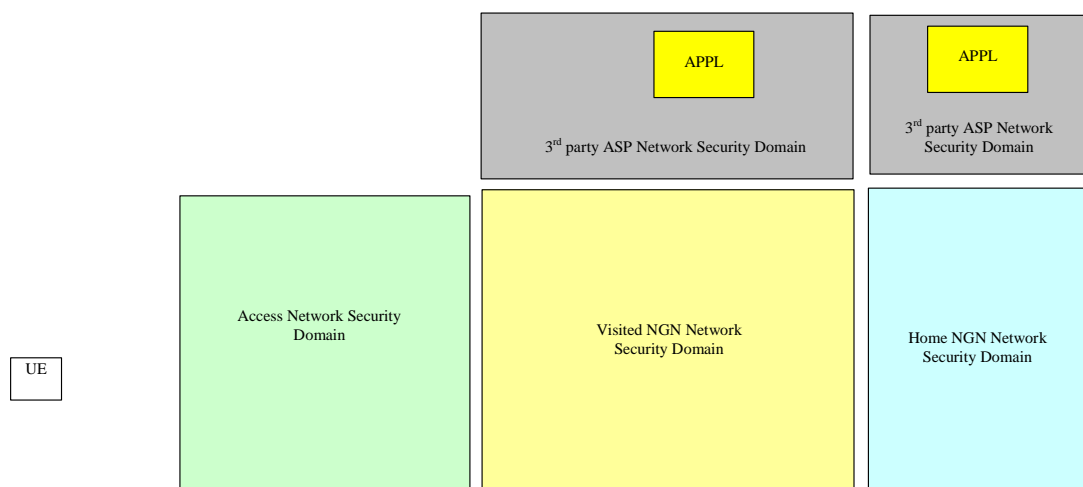 APPL
3rd party ASP Network Security Domain
APPL
3rd party ASP Network
Security Domain
Access Network Security
Domain
Visited NGN Network
Security Domain
Home NGN Network
Security Domain
UE